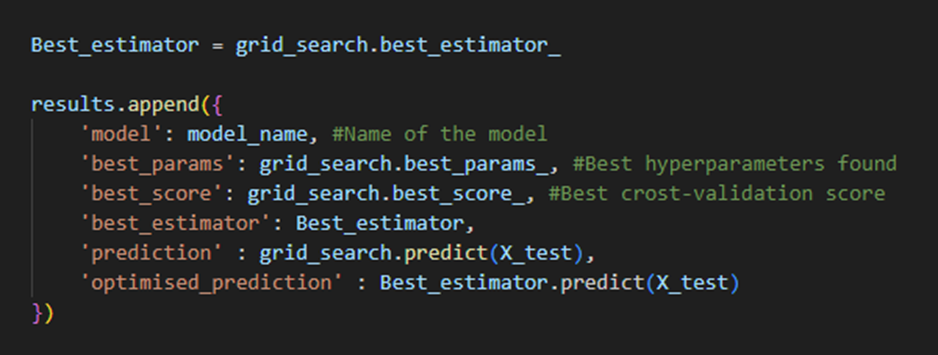 Best_estimator = grid_search.best_estimator_
results.append({
'model': model_name, #Name of the model
'best_params': grid_search.best_params_, #Best hyperparameters found
'best_score': grid_search.best_score_, #Best crost-validation score
'best_estimator': Best_estimator,
'prediction' : grid_search.predict(X_test),
'optimised_prediction' : Best_estimator.predict(X_test)
})